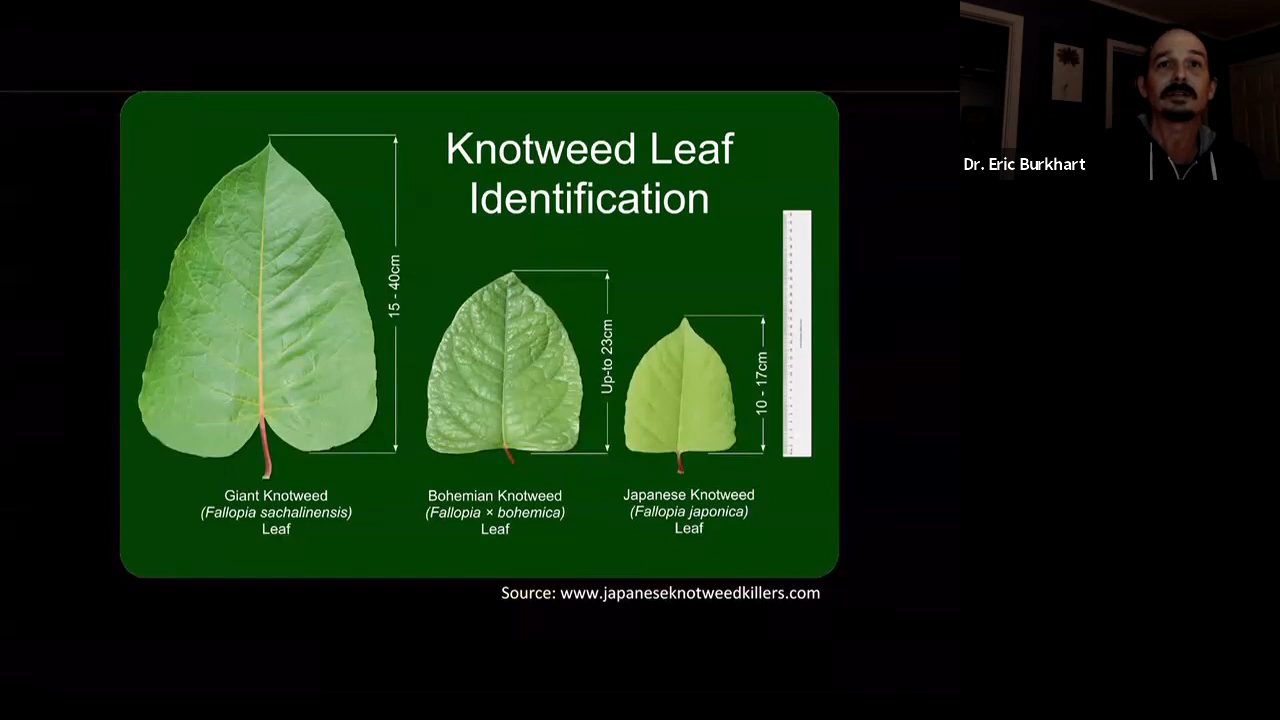 Knotweed Leaf
Identification
15 - 40cm
Up-to 23cm
10 - 17cm
Giant Knotweed
(Fallopia sachalinensis)
Leaf
Bohemian Knotweed
(Fallopia × bohemica)
Leaf
Japanese Knotweed
(Fallopia japonica)
Leaf
Source: www.japaneseknotweedkillers.com
Dr. Eric Burkhart